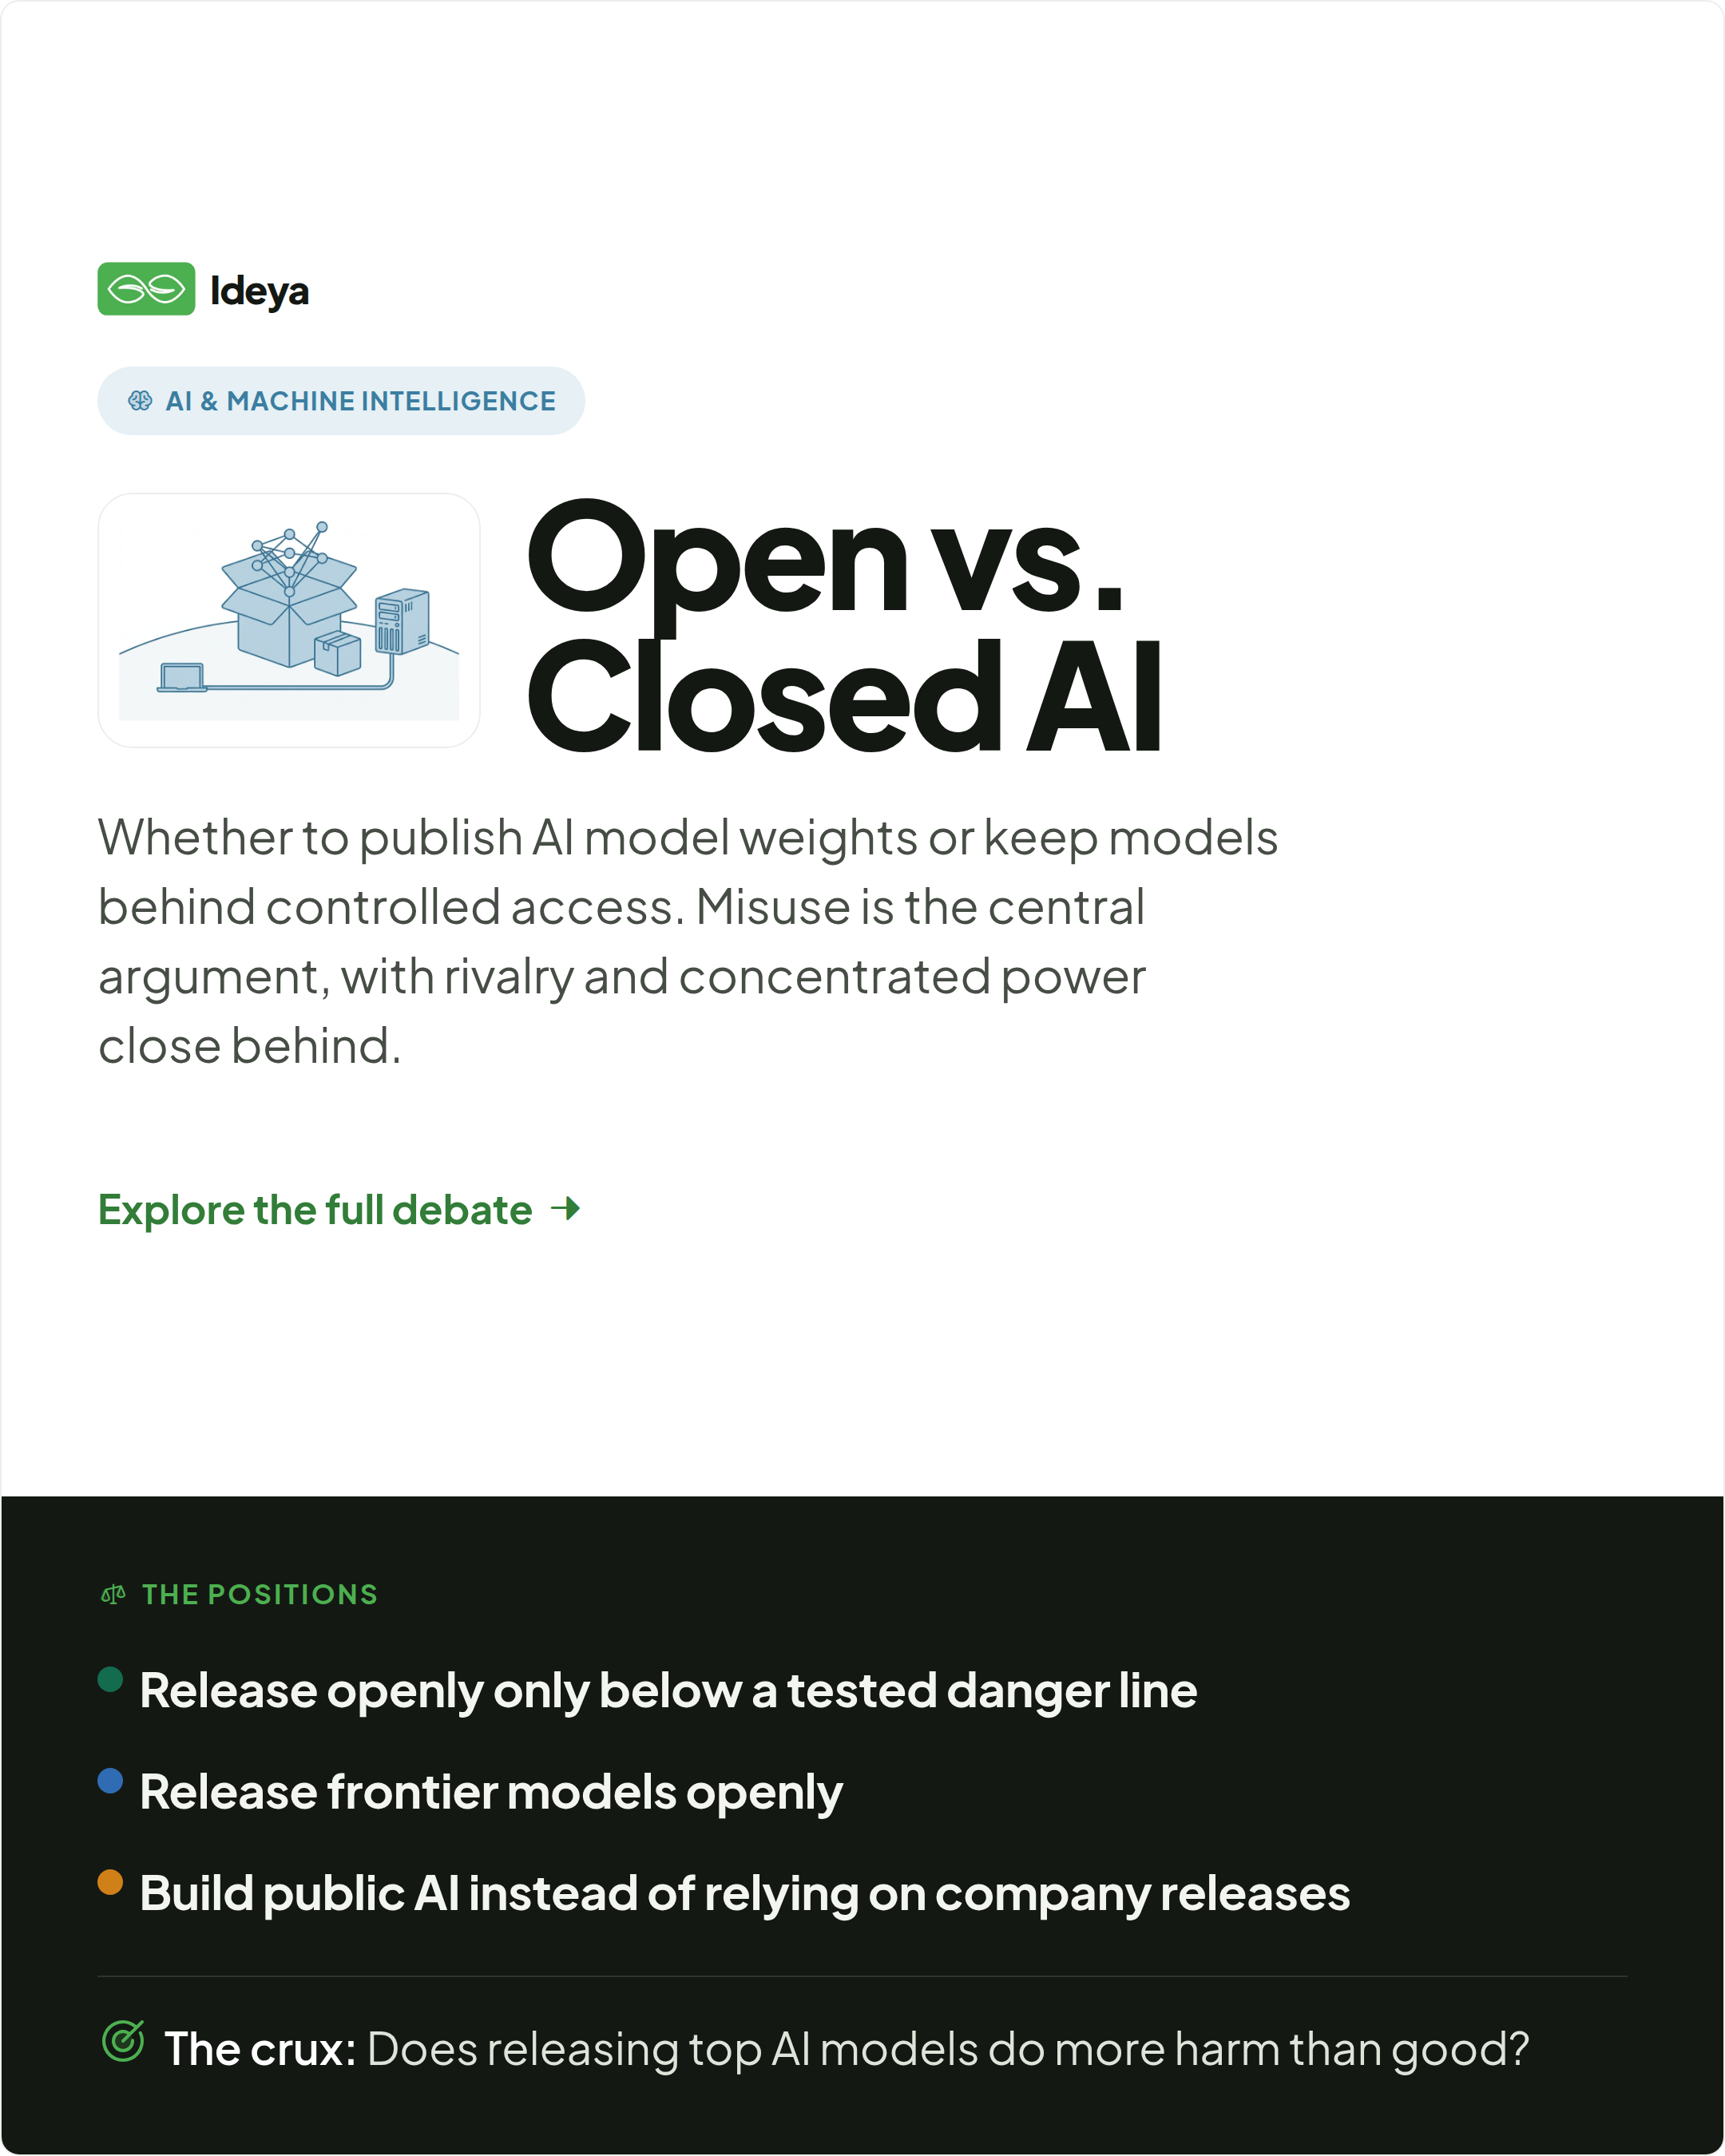 Ideya
AI & MACHINE INTELLIGENCE
Open vs.
Closed AI
Whether to publish AI model weights or keep models
behind controlled access. Misuse is the central
argument, with rivalry and concentrated power
close behind.
Explore the full debate
THE POSITIONS
Release openly only below a tested danger line
Release frontier models openly
Build public AI instead of relying on company releases
The crux: Does releasing top AI models do more harm than good?